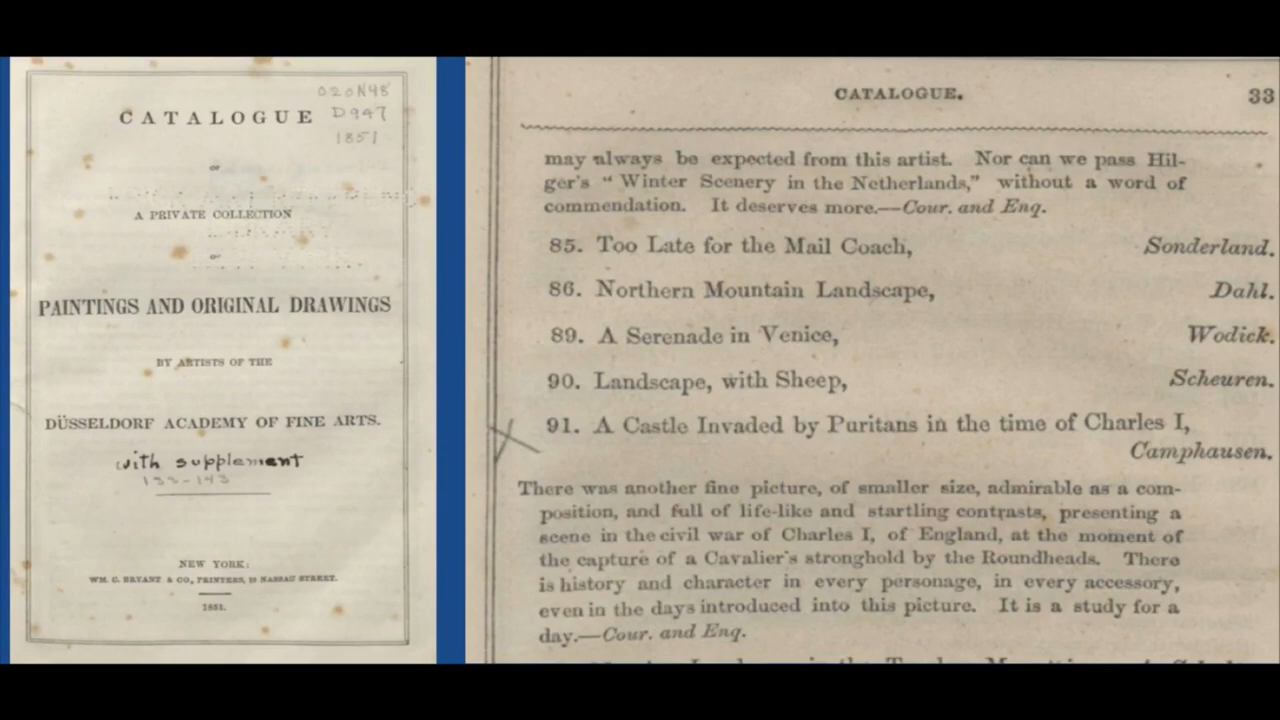 020N48
D947
1851
CATALOGUE
OF
A PRIVATE COLLECTION
OF
PAINTINGS AND ORIGINAL DRAWINGS
BY ARTISTS OF THE
DÜSSELDORF ACADEMY OF FINE ARTS.
with supplement
133-143
NEW YORK:
WM. C. BRYANT & CO., PRINTERS, 18 NASSAU STREET.
1851.
CATALOGUE. 33
may always be expected from this artist. Nor can we pass Hil-
ger's “Winter Scenery in the Netherlands,” without a word of
commendation. It deserves more.—Cour. and Enq.
85. Too Late for the Mail Coach, Sonderland.
86. Northern Mountain Landscape, Dahl.
89. A Serenade in Venice, Wodick.
90. Landscape, with Sheep, Scheuren.
91. A Castle Invaded by Puritans in the time of Charles I,
Camphausen.
There was another fine picture, of smaller size, admirable as a com-
position, and full of life-like and startling contrasts, presenting a
scene in the civil war of Charles I, of England, at the moment of
the capture of a Cavalier's stronghold by the Roundheads. There
is history and character in every personage, in every accessory,
even in the days introduced into this picture. It is a study for a
day.—Cour. and Enq.